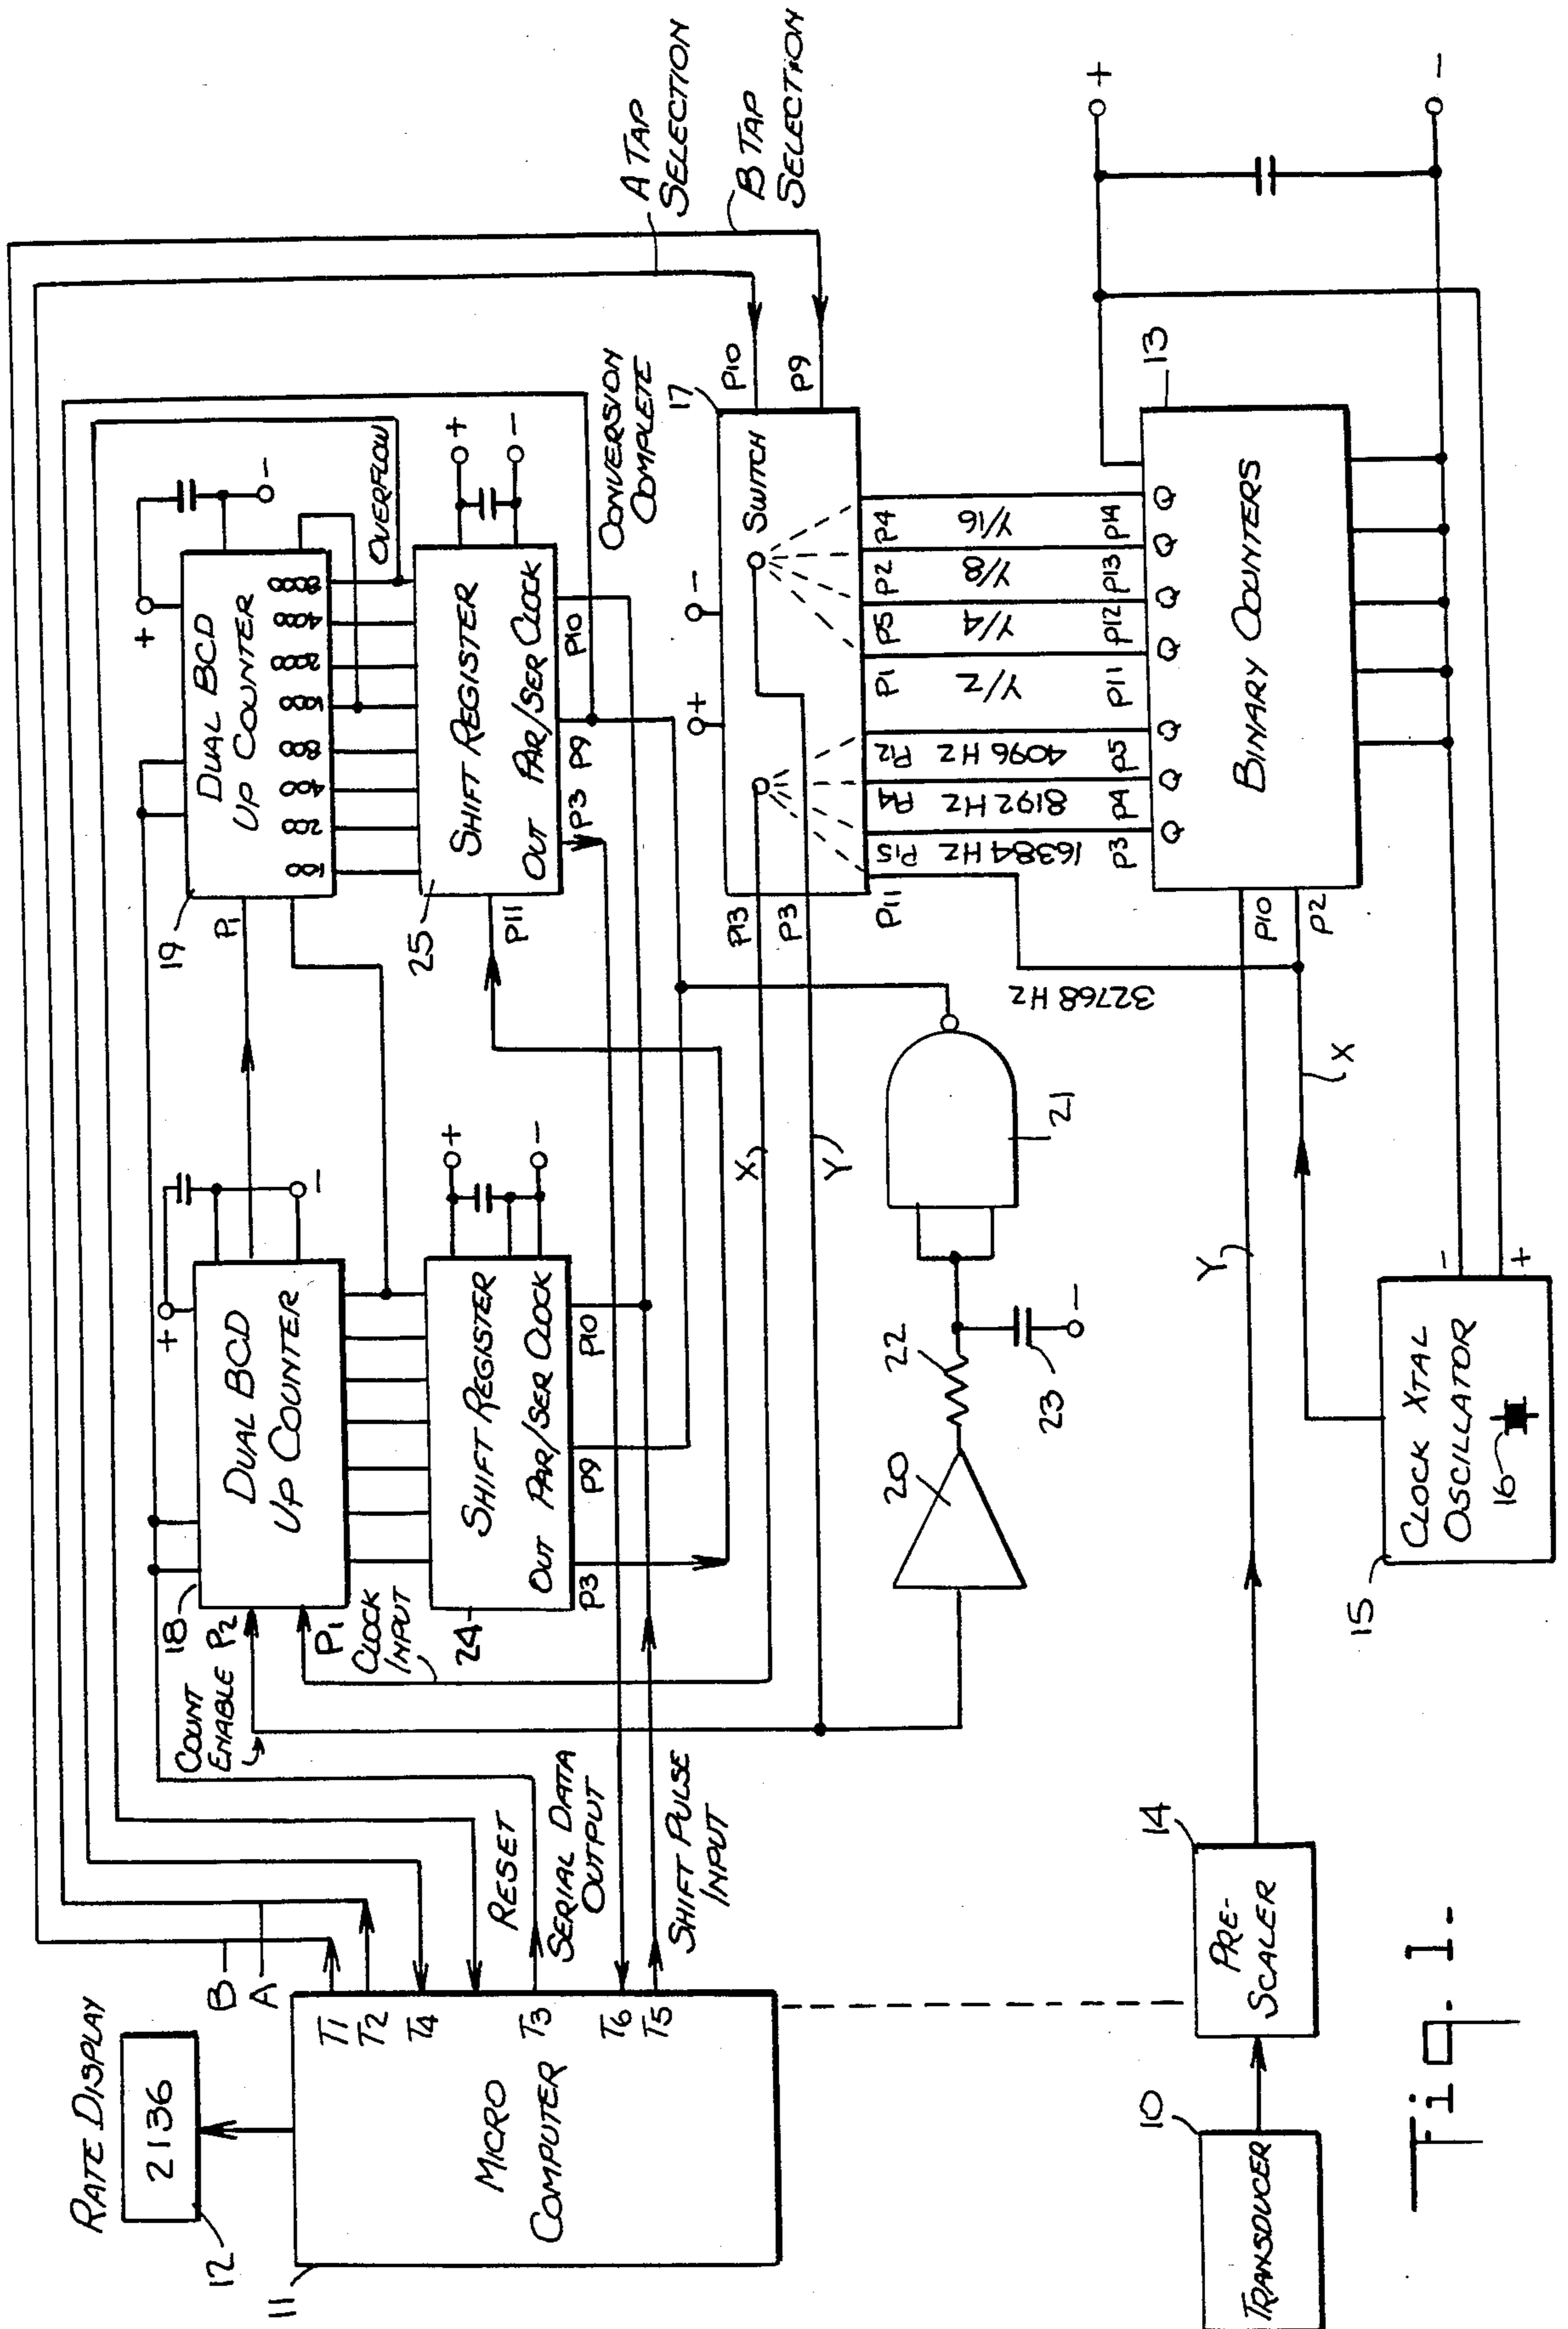 RATE DISPLAY
2136
12
11
MICRO
COMPUTER
B
A
T1
T2
T4
T3
T6
T5
RESET
SERIAL DATA
OUTPUT
SHIFT PULSE
INPUT
COUNT
ENABLE P2
P1
CLOCK
INPUT
18
DUAL BCD
UP COUNTER
+
-
24
SHIFT REGISTER
OUT PAR/SER CLOCK
P3
P9
P10
+
-
19
P1
DUAL BCD
UP COUNTER
+
-
100
200
400
800
1000
2000
4000
8000
OVERFLOW
25
P11
SHIFT REGISTER
OUT PAR/SER CLOCK
P3
P9
P10
+
-
CONVERSION
COMPLETE
A TAP
SELECTION
B TAP
SELECTION
17
P10
P9
SWITCH
+
-
P13
P3
P11
X
Y
P15
P14
P12
P1
P5
P2
P4
16384 HZ
8192 HZ
4096 HZ
Y/2
Y/4
Y/8
Y/16
P3
P4
P5
P11
P12
P13
P14
Q
Q
Q
Q
Q
Q
Q
13
BINARY COUNTERS
P10
P2
+
-
32768 HZ
20
22
23
-
21
X
Y
10
TRANSDUCER
14
PRE-
SCALER
15
CLOCK XTAL
OSCILLATOR
16
-
+
Fig. 1.